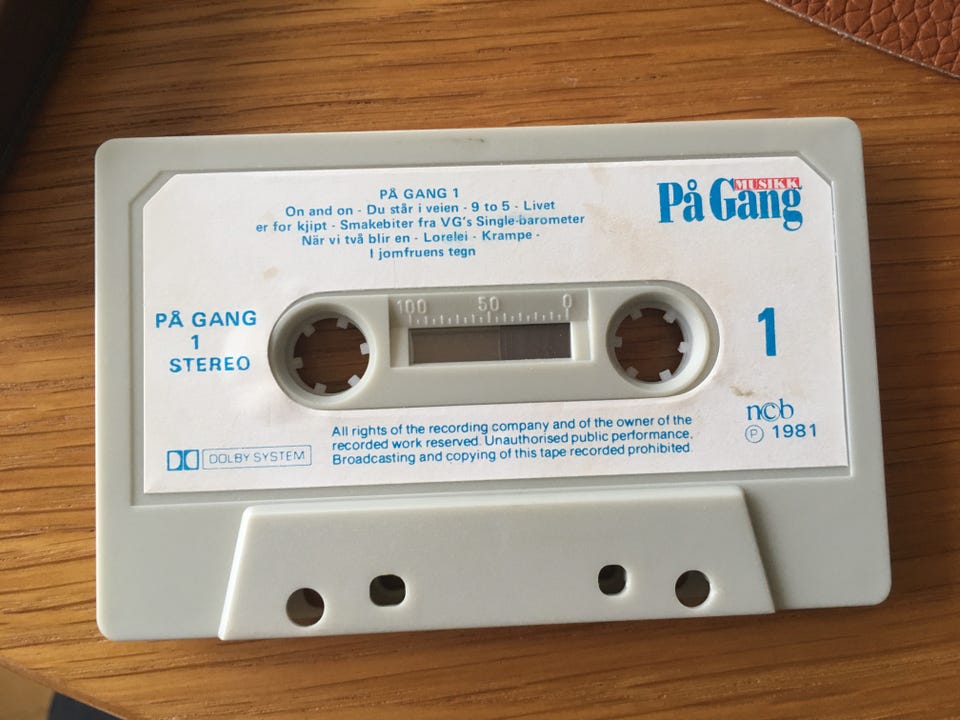 PÅ GANG 1
On and on - Du står i veien - 9 to 5 - Livet
er for kjipt - Smakebiter fra VG's Single-barometer
När vi två blir en - Lorelei - Krampe -
I jomfruens tegn
MUSIKK
På Gang
PÅ GANG
1
STEREO
100 50 0
1
DOLBY SYSTEM
All rights of the recording company and of the owner of the
recorded work reserved. Unauthorised public performance.
Broadcasting and copying of this tape recorded prohibited.
n©b
℗ 1981